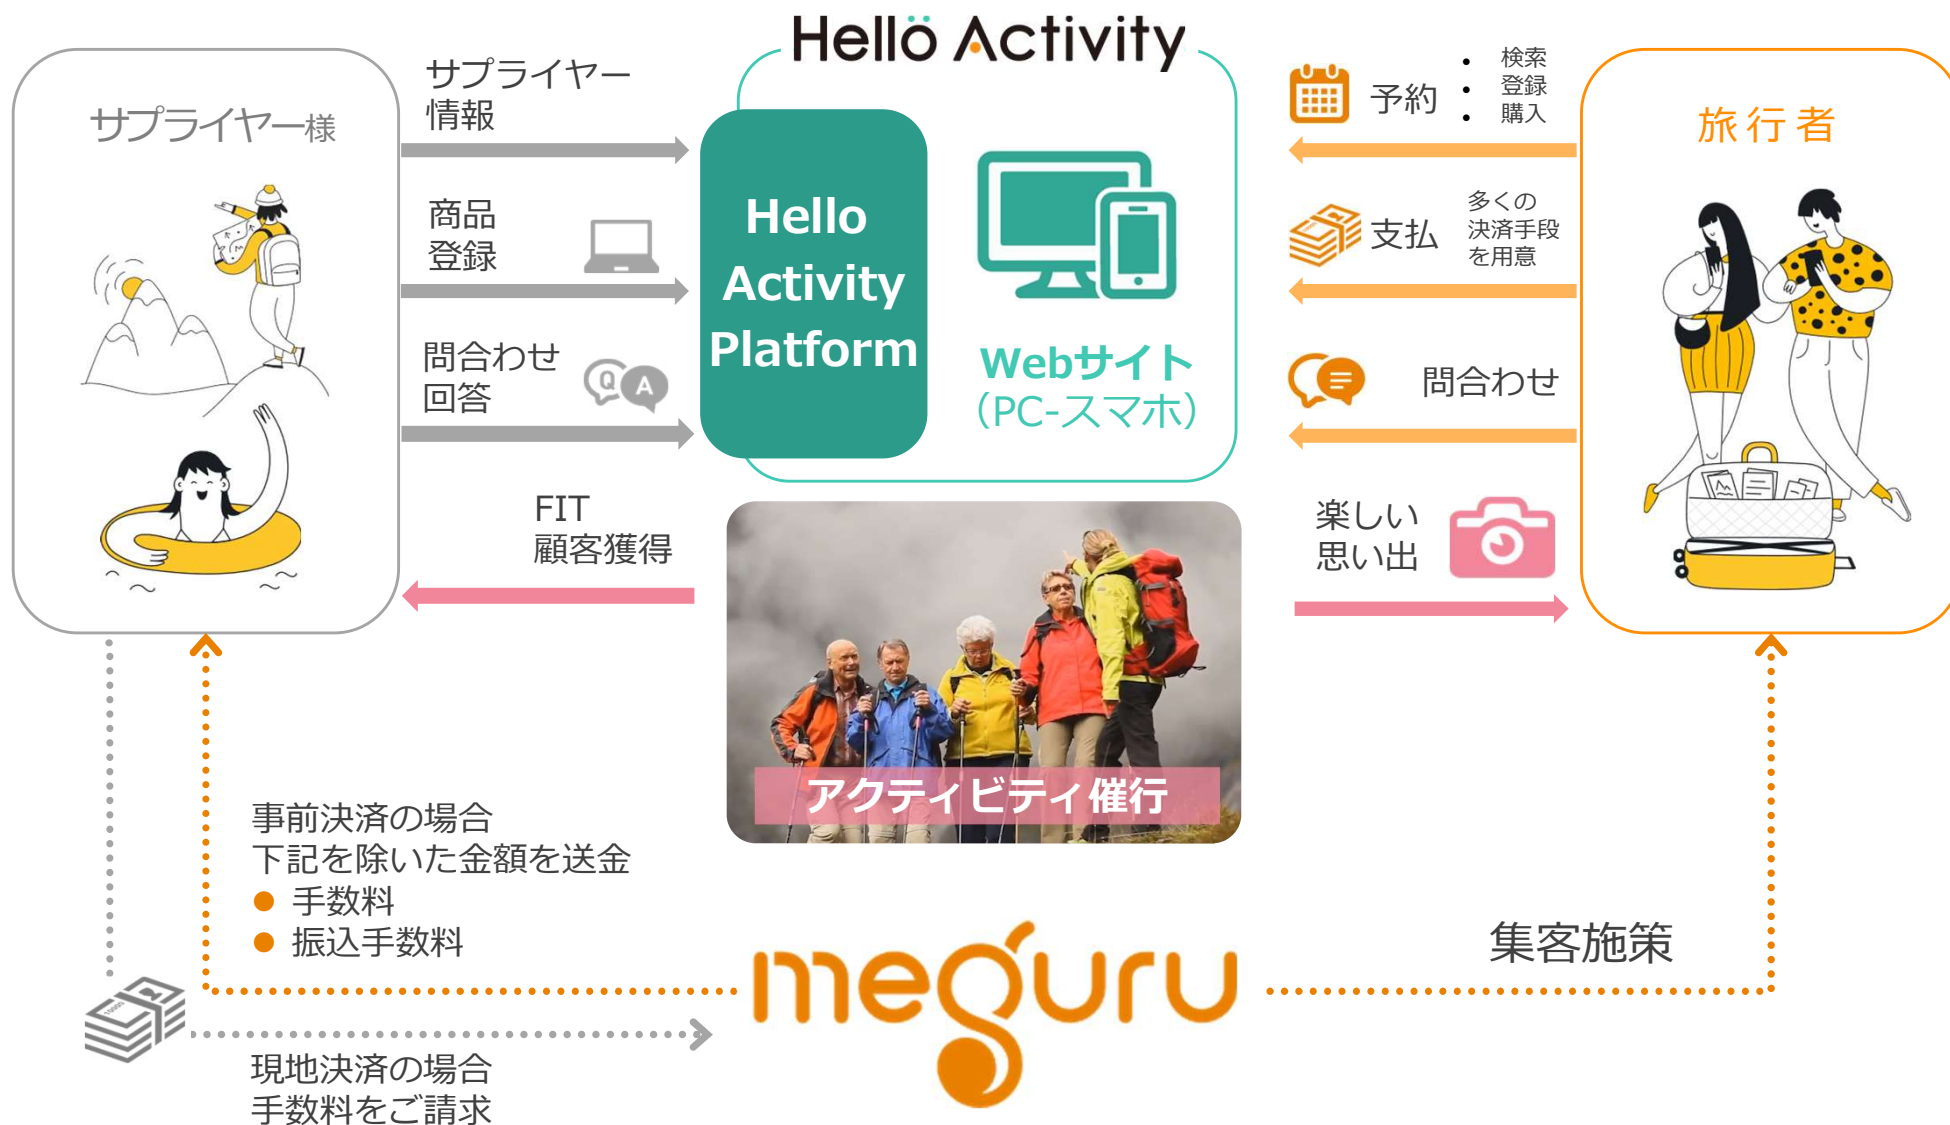 Hellö Activity
サプライヤー様
サプライヤー
情報
商品
登録
問合わせ
回答
Q A
FIT
顧客獲得
Hello
Activity
Platform
Webサイト
（PC-スマホ）
予約
• 検索
• 登録
• 購入
支払
多くの
決済手段
を用意
問合わせ
楽しい
思い出
旅行者
アクティビティ催行
事前決済の場合
下記を除いた金額を送金
● 手数料
● 振込手数料
meguru
集客施策
現地決済の場合
手数料をご請求